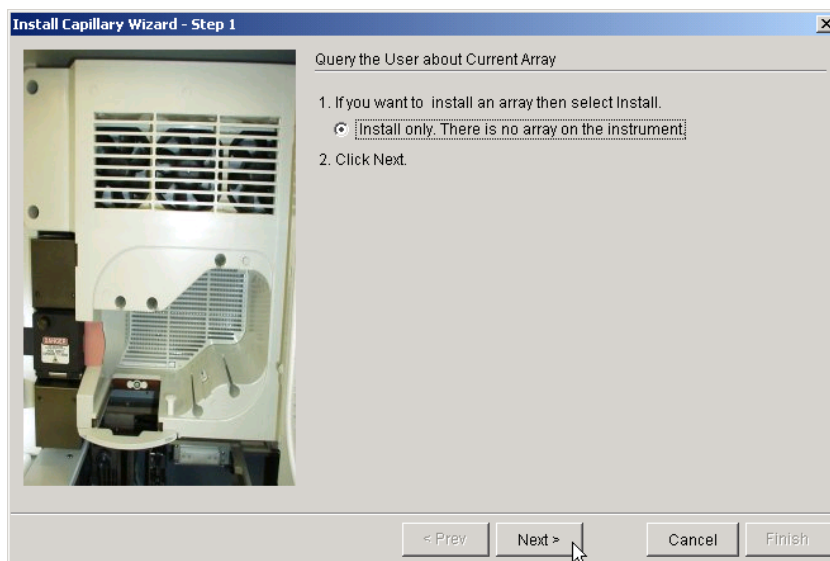 Install Capillary Wizard - Step 1
Query the User about Current Array
1. If you want to install an array then select Install.
Install only. There is no array on the instrument.
2. Click Next.
DANGER
< Prev Next > Cancel Finish